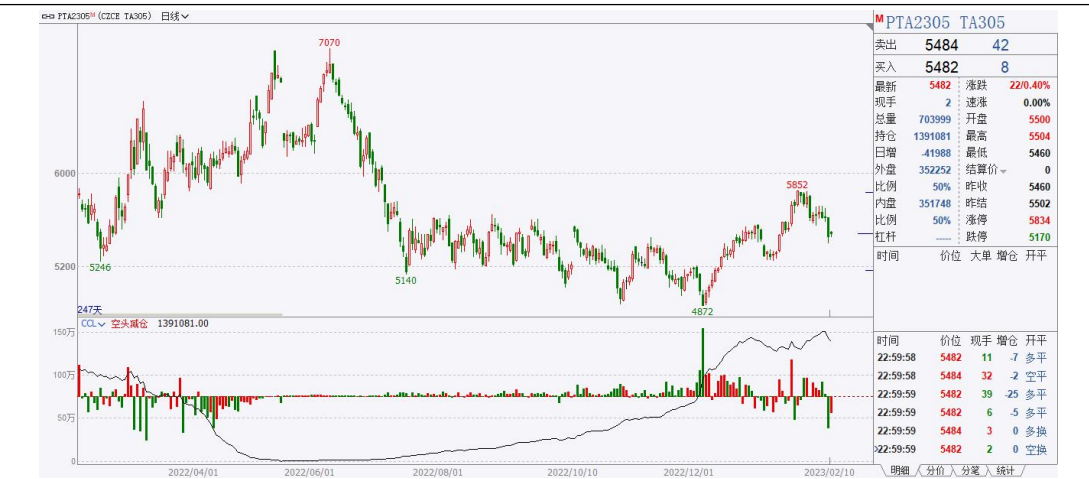 PTA2305M (CZCE TA305) 日线
7070
6000
5852
5246
5200
5140
4872
247天
CCL 空头减仓 1391081.00
150万
100万
50万
0
2022/04/01 2022/06/01 2022/08/01 2022/10/10 2022/12/01 2023/02/10
M PTA2305 TA305
卖出 5484 42
买入 5482 8
最新 5482 涨跌 22/0.40%
现手 2 速涨 0.00%
总量 703999 开盘 5500
持仓 1391081 最高 5504
日增 -41988 最低 5460
外盘 352252 结算价 0
比例 50% 昨收 5460
内盘 351748 昨结 5502
比例 50% 涨停 5834
杠杆 ----- 跌停 5170
时间 价位 大单 增仓 开平
时间 价位 现手 增仓 开平
22:59:58 5482 11 -7 多平
22:59:58 5484 32 -2 空平
22:59:59 5482 39 -25 多平
22:59:59 5482 6 -5 多平
22:59:59 5484 3 0 多换
22:59:59 5482 2 0 空换
明细 分价 分笔 统计